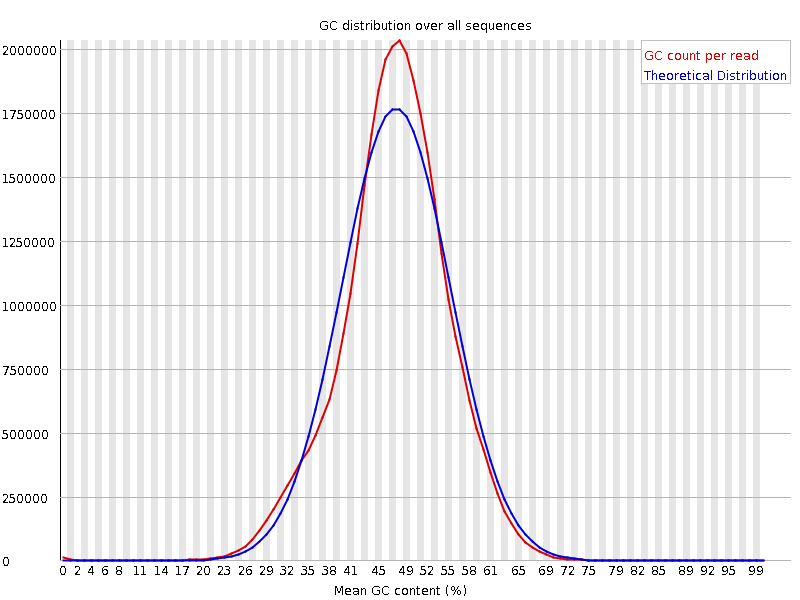 GC distribution over all sequences
GC count per read
Theoretical Distribution
2000000
1750000
1500000
1250000
1000000
750000
500000
250000
0
0 2 4 6 8 11 14 17 20 23 26 29 32 35 38 41 45 49 52 55 58 61 65 69 72 75 79 82 85 89 92 95 99
Mean GC content (%)